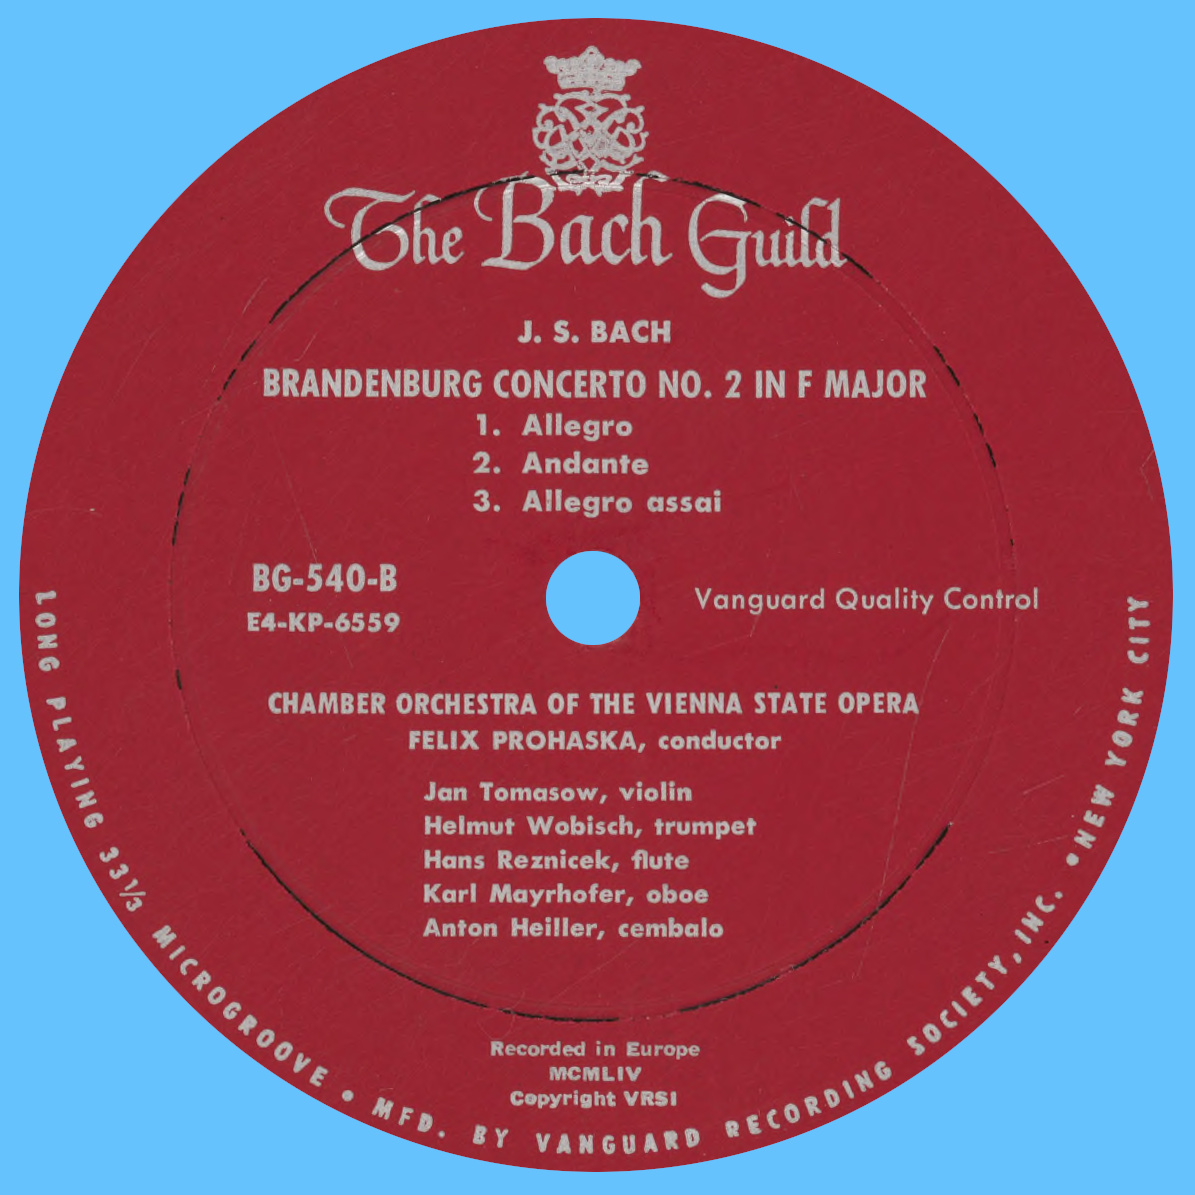 The Bach Guild
J. S. BACH
BRANDENBURG CONCERTO NO. 2 IN F MAJOR
1. Allegro
2. Andante
3. Allegro assai
BG-540-B
E4-KP-6559
Vanguard Quality Control
CHAMBER ORCHESTRA OF THE VIENNA STATE OPERA
FELIX PROHASKA, conductor
Jan Tomasow, violin
Helmut Wobisch, trumpet
Hans Reznicek, flute
Karl Mayrhofer, oboe
Anton Heiller, cembalo
Recorded in Europe
MCMLIV
Copyright VRSI
LONG PLAYING 33⅓ MICROGROOVE • MFD. BY VANGUARD RECORDING SOCIETY, INC. • NEW YORK CITY